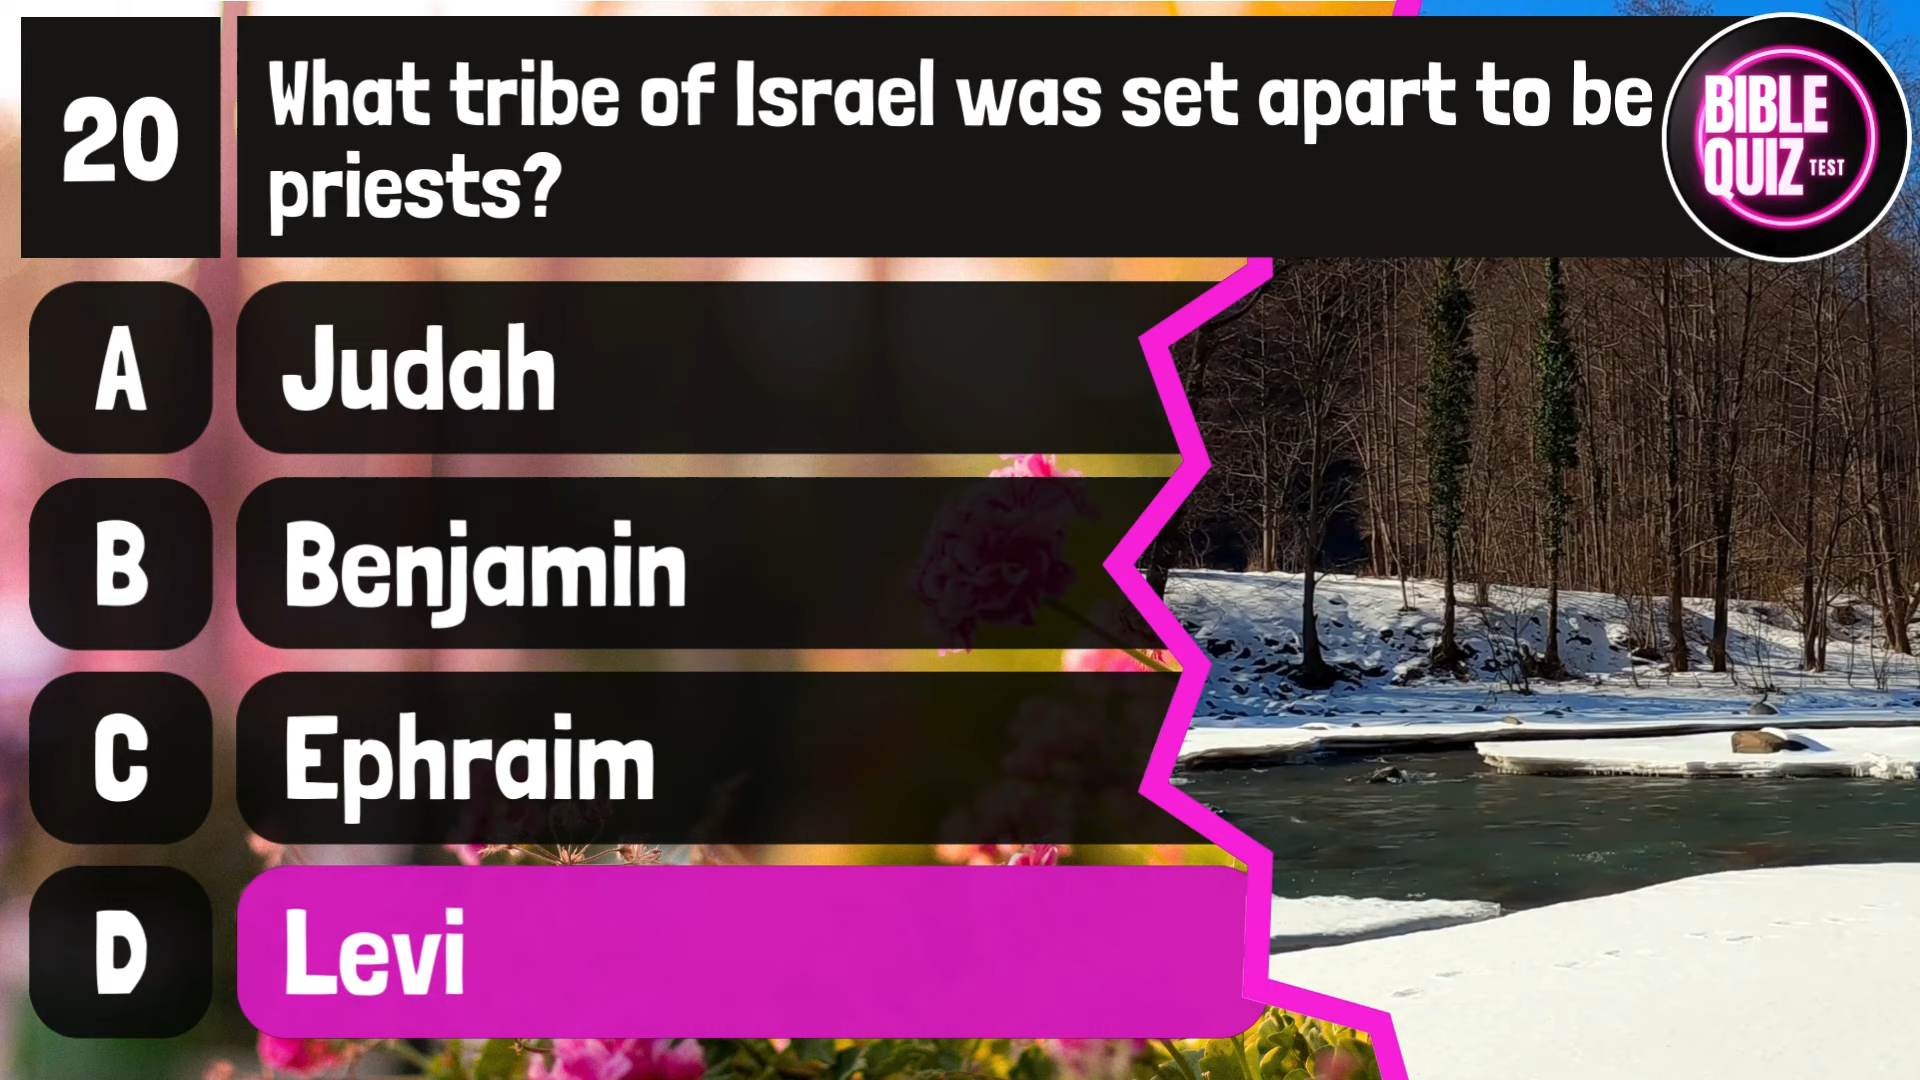 20
What tribe of Israel was set apart to be
priests?
BIBLE
QUIZ TEST
A
Judah
B
Benjamin
C
Ephraim
D
Levi